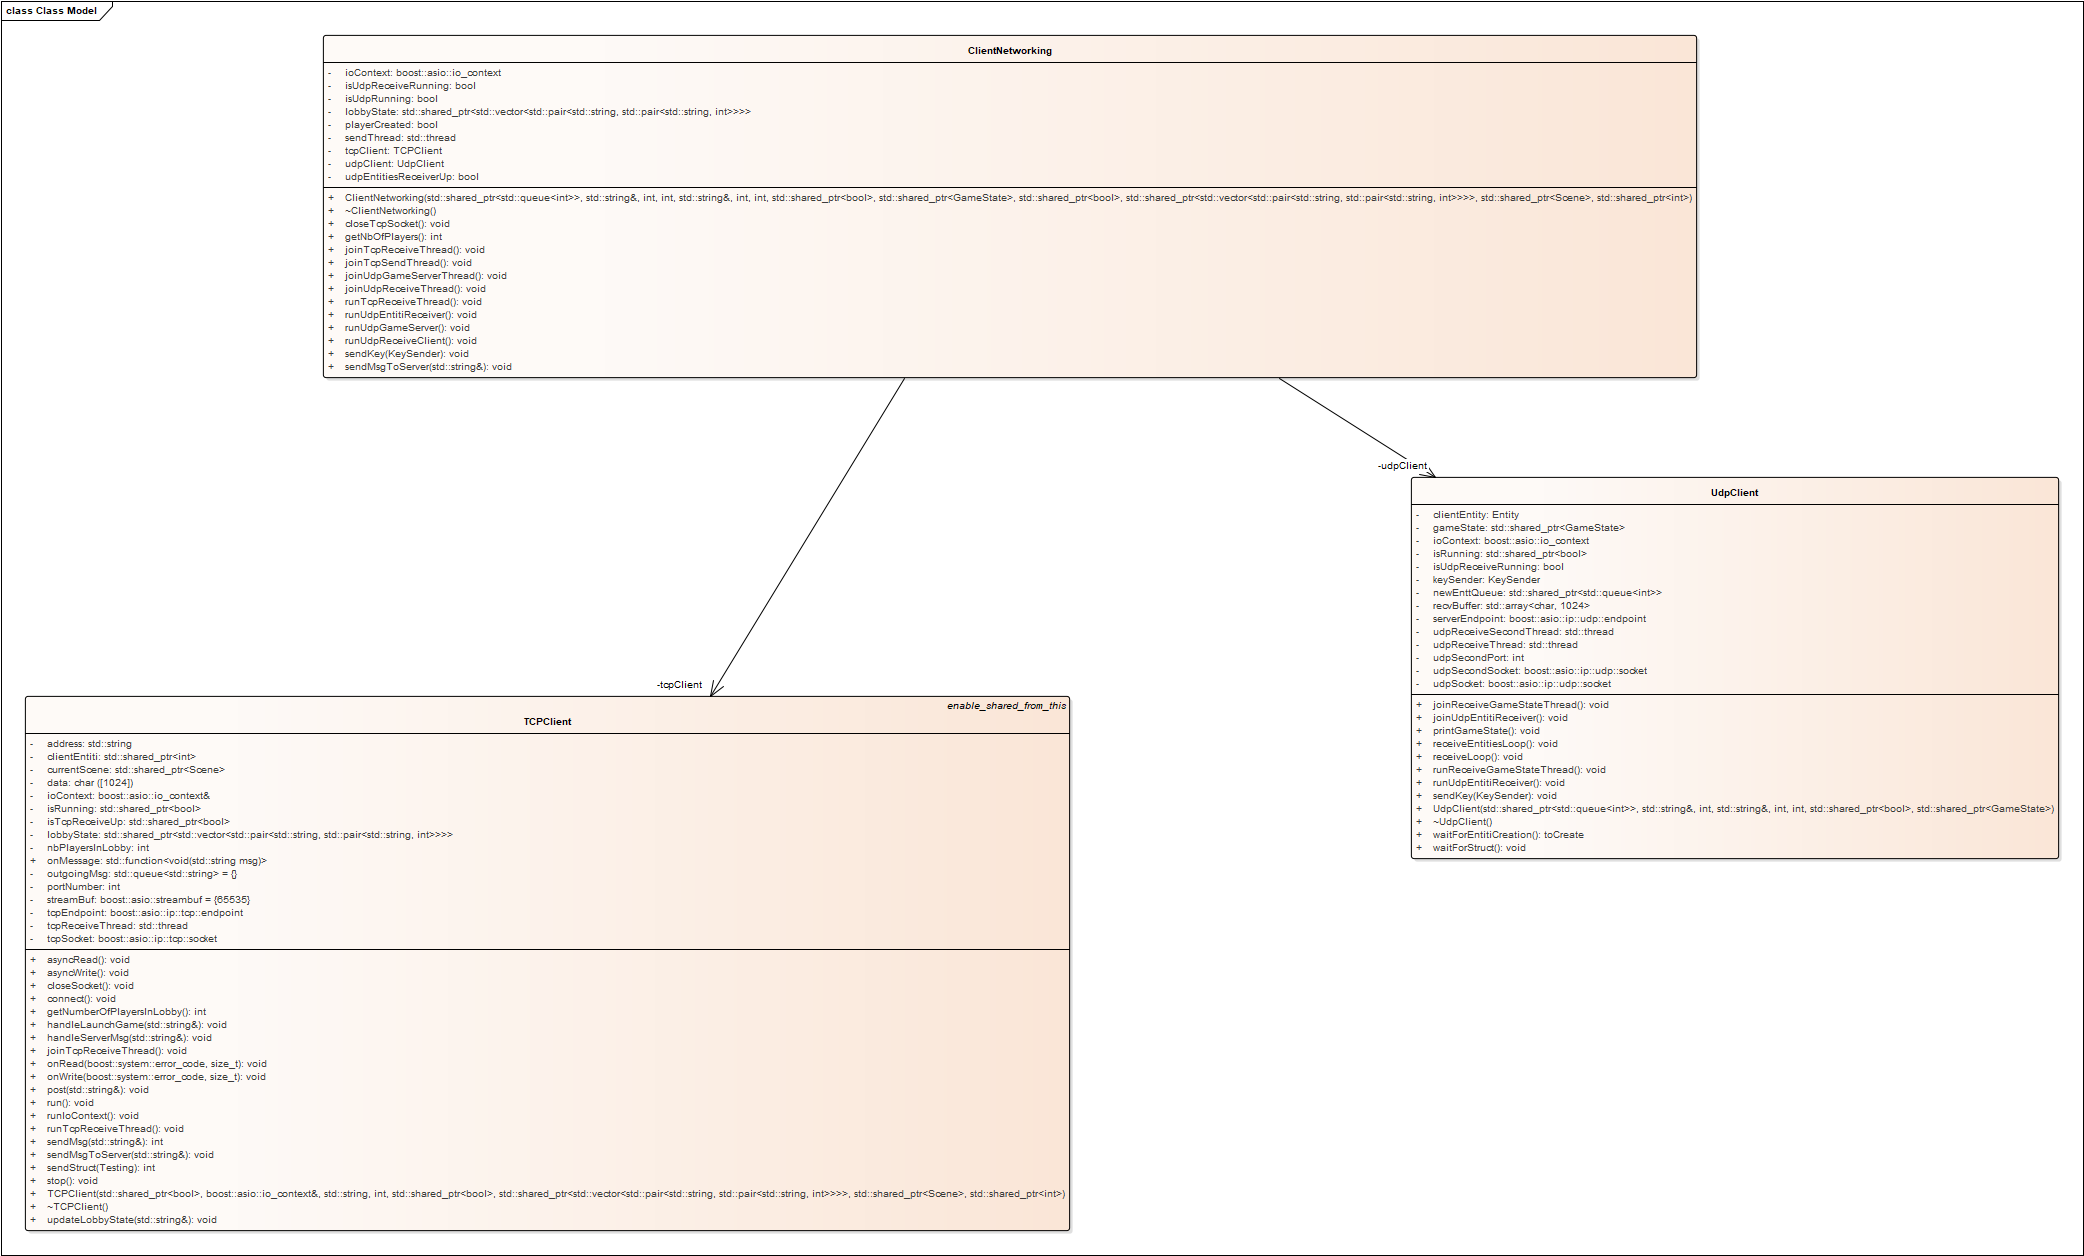 class Class Model
ClientNetworking
- ioContext: boost::asio::io_context
- isUdpReceiveRunning: bool
- isUdpRunning: bool
- lobbyState: std::shared_ptr<std::vector<std::pair<std::string, std::pair<std::string, int>>>>
- playerCreated: bool
- sendThread: std::thread
- tcpClient: TCPClient
- udpClient: UdpClient
- udpEntitiesReceiverUp: bool
+ ClientNetworking(std::shared_ptr<std::queue<int>>, std::string&, int, int, std::string&, int, int, std::shared_ptr<bool>, std::shared_ptr<GameState>, std::shared_ptr<bool>, std::shared_ptr<std::vector<std::pair<std::string, std::pair<std::string, int>>>>, std::shared_ptr<Scene>, std::shared_ptr<int>)
+ ~ClientNetworking()
+ closeTcpSocket(): void
+ getNbOfPlayers(): int
+ joinTcpReceiveThread(): void
+ joinTcpSendThread(): void
+ joinUdpGameServerThread(): void
+ joinUdpReceiveThread(): void
+ runTcpReceiveThread(): void
+ runUdpEntitiReceiver(): void
+ runUdpGameServer(): void
+ runUdpReceiveClient(): void
+ sendKey(KeySender): void
+ sendMsgToServer(std::string&): void
-udpClient
UdpClient
- clientEntity: Entity
- gameState: std::shared_ptr<GameState>
- ioContext: boost::asio::io_context
- isRunning: std::shared_ptr<bool>
- isUdpReceiveRunning: bool
- keySender: KeySender
- newEnttQueue: std::shared_ptr<std::queue<int>>
- recvBuffer: std::array<char, 1024>
- serverEndpoint: boost::asio::ip::udp::endpoint
- udpReceiveSecondThread: std::thread
- udpReceiveThread: std::thread
- udpSecondPort: int
- udpSecondSocket: boost::asio::ip::udp::socket
- udpSocket: boost::asio::ip::udp::socket
+ joinReceiveGameStateThread(): void
+ joinUdpEntitiReceiver(): void
+ printGameState(): void
+ receiveEntitiesLoop(): void
+ receiveLoop(): void
+ runReceiveGameStateThread(): void
+ runUdpEntitiReceiver(): void
+ sendKey(KeySender): void
+ UdpClient(std::shared_ptr<std::queue<int>>, std::string&, int, std::string&, int, int, std::shared_ptr<bool>, std::shared_ptr<GameState>)
+ ~UdpClient()
+ waitForEntitiCreation(): toCreate
+ waitForStruct(): void
-tcpClient
enable_shared_from_this
TCPClient
- address: std::string
- clientEntiti: std::shared_ptr<int>
- currentScene: std::shared_ptr<Scene>
- data: char ([1024])
- ioContext: boost::asio::io_context&
- isRunning: std::shared_ptr<bool>
- isTcpReceiveUp: std::shared_ptr<bool>
- lobbyState: std::shared_ptr<std::vector<std::pair<std::string, std::pair<std::string, int>>>>
- nbPlayersInLobby: int
+ onMessage: std::function<void(std::string msg)>
- outgoingMsg: std::queue<std::string> = {}
- portNumber: int
- streamBuf: boost::asio::streambuf = {65535}
- tcpEndpoint: boost::asio::ip::tcp::endpoint
- tcpReceiveThread: std::thread
- tcpSocket: boost::asio::ip::tcp::socket
+ asyncRead(): void
+ asyncWrite(): void
+ closeSocket(): void
+ connect(): void
+ getNumberOfPlayersInLobby(): int
+ handleLaunchGame(std::string&): void
+ handleServerMsg(std::string&): void
+ joinTcpReceiveThread(): void
+ onRead(boost::system::error_code, size_t): void
+ onWrite(boost::system::error_code, size_t): void
+ post(std::string&): void
+ run(): void
+ runIoContext(): void
+ runTcpReceiveThread(): void
+ sendMsg(std::string&): int
+ sendMsgToServer(std::string&): void
+ sendStruct(Testing): int
+ stop(): void
+ TCPClient(std::shared_ptr<bool>, boost::asio::io_context&, std::string, int, std::shared_ptr<bool>, std::shared_ptr<std::vector<std::pair<std::string, std::pair<std::string, int>>>>, std::shared_ptr<Scene>, std::shared_ptr<int>)
+ ~TCPClient()
+ updateLobbyState(std::string&): void